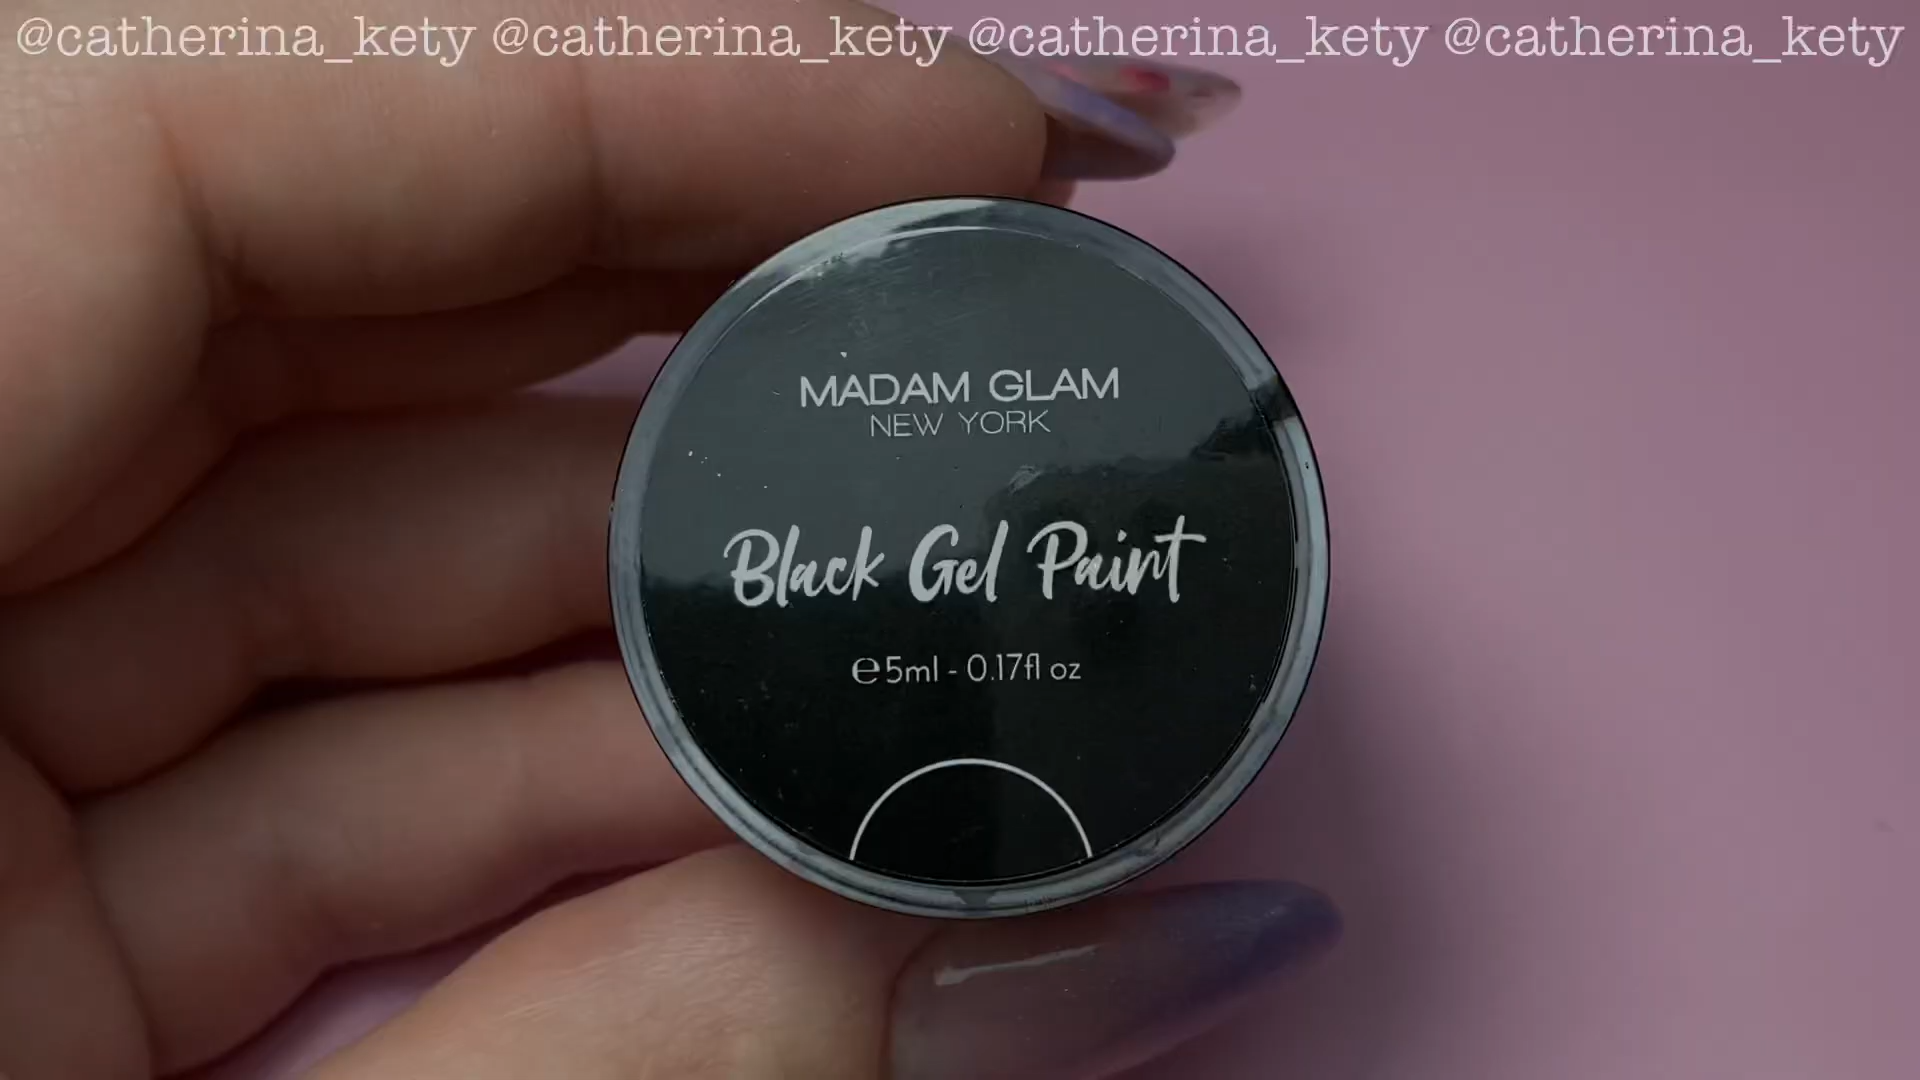 @catherina_kety @catherina_kety @catherina_kety @catherina_kety
MADAM GLAM
NEW YORK
Black Gel Paint
℮5ml - 0.17fl oz